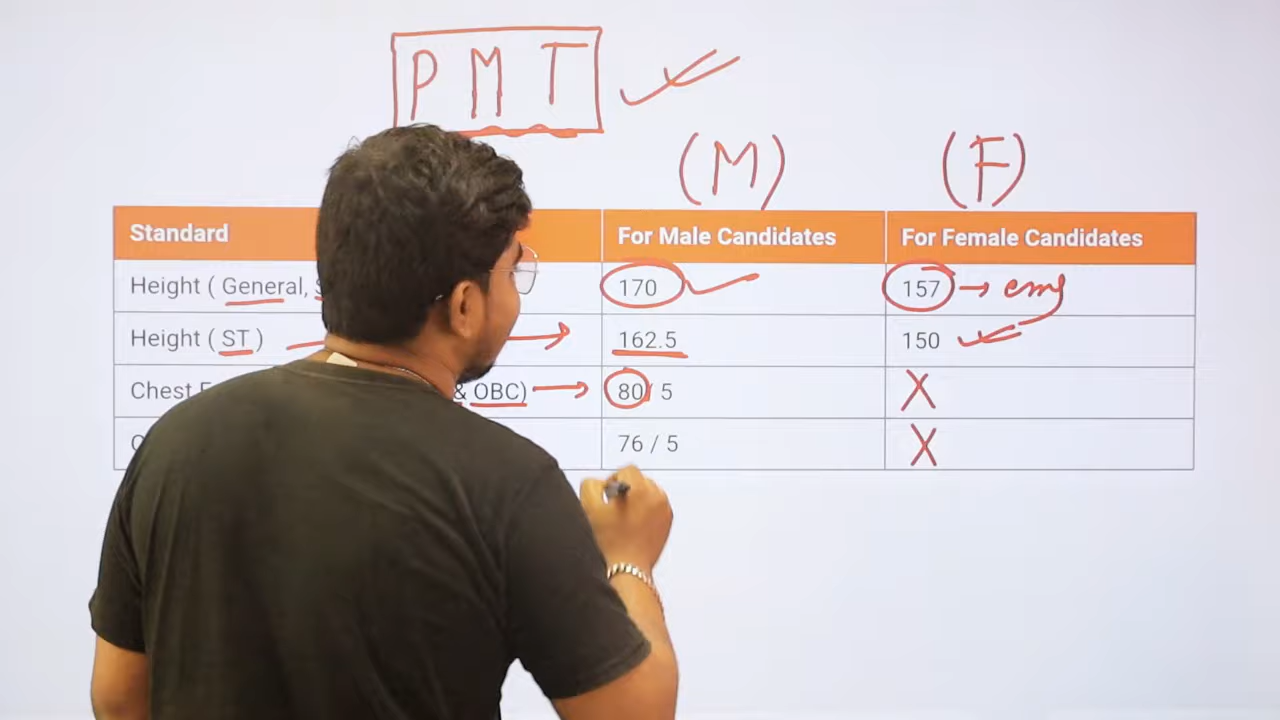 P M T
(M) (F)
Standard For Male Candidates For Female Candidates
Height ( General, 170 157 → cms
Height ( ST ) 162.5 150
Chest & OBC) 80/ 5 X
76 / 5 X